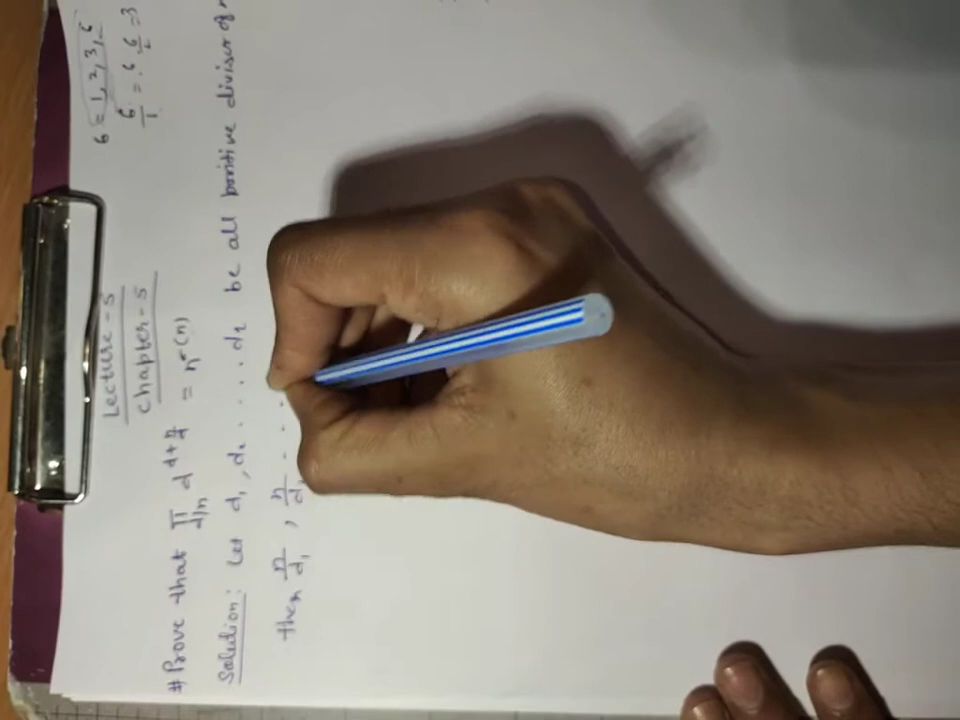 6 = 1, 2, 3, 6
6/1 = 6 6/2 = 3
Lecture - 5
Chapter - 5
# Prove that ∏_{d/n} d^{d+n/d} = n^{σ(n)}
Solution: Let d₁, d₂ . . . . . d₂ be all positive divisor of n
then n/d₁, n/d₂ - - -